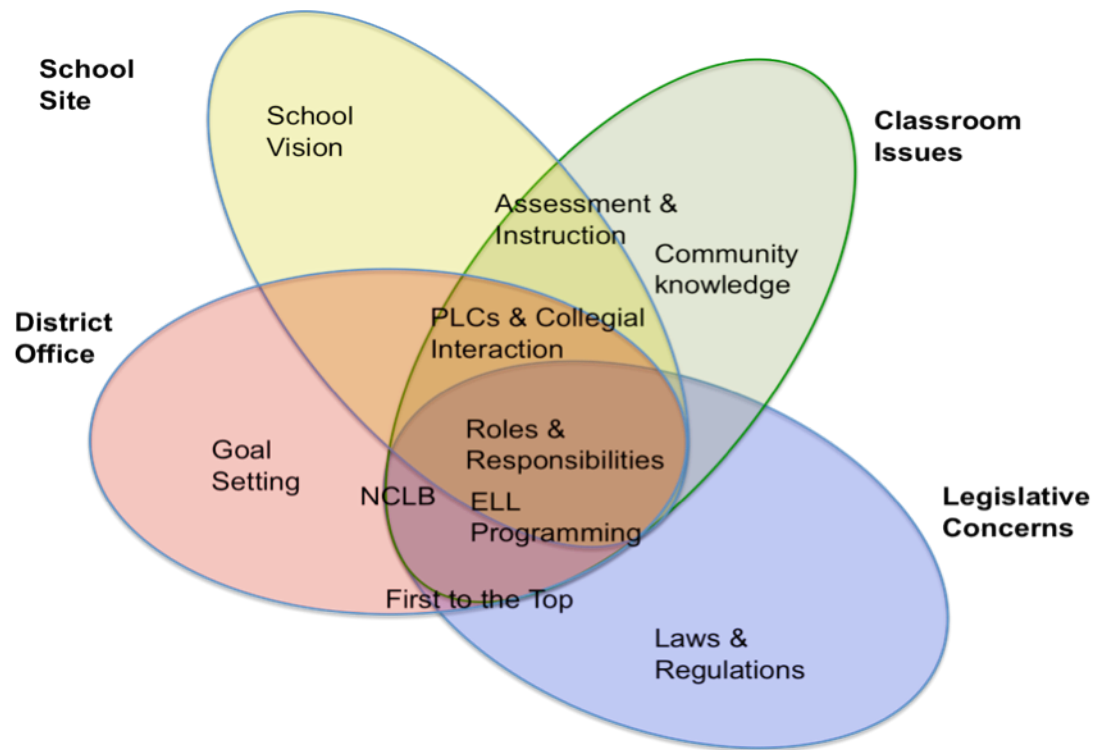 School
Site
School
Vision
Classroom
Issues
Assessment &
Instruction
Community
knowledge
District
Office
PLCs & Collegial
Interaction
Goal
Setting
Roles &
Responsibilities
NCLB
ELL
Programming
Legislative
Concerns
First to the Top
Laws &
Regulations